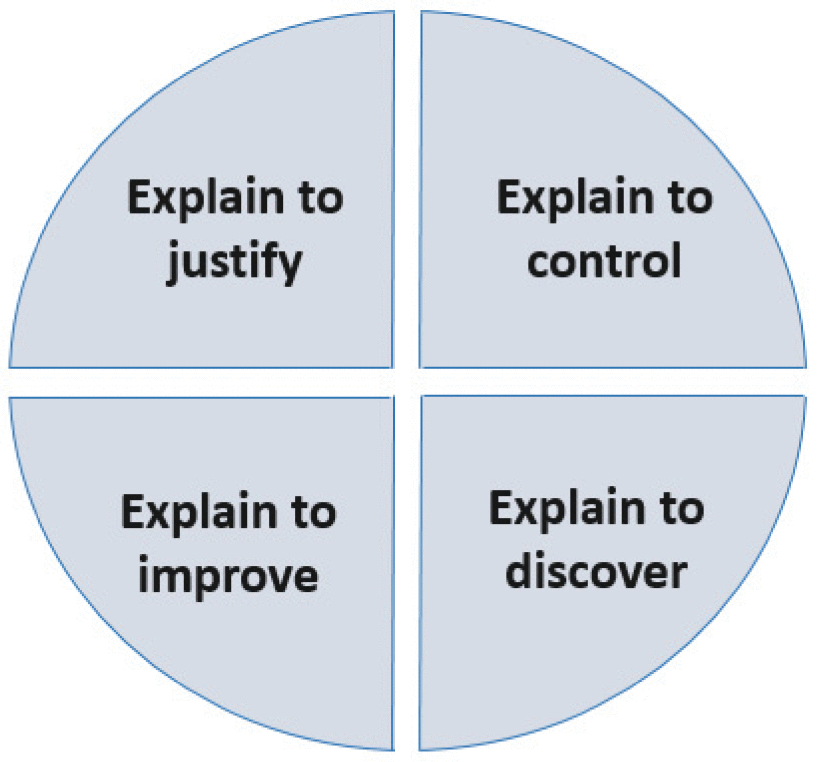 Explain to
justify
Explain to
control
Explain to
improve
Explain to
discover